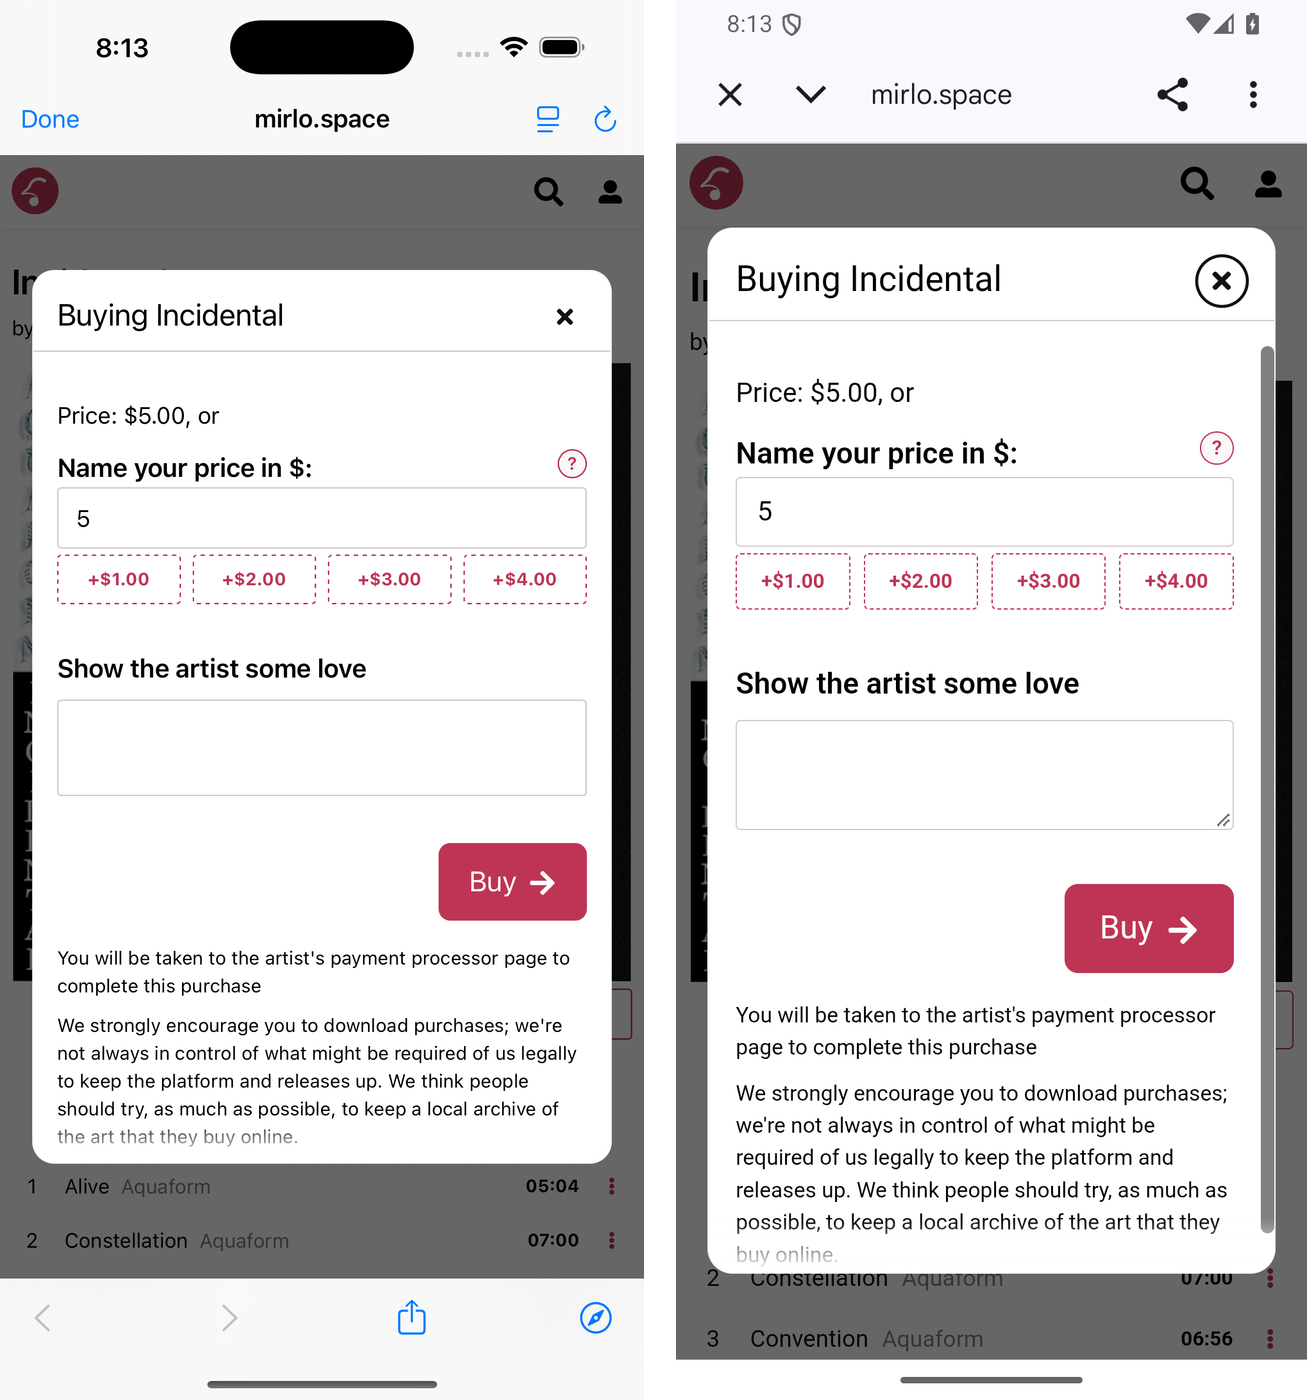 8:13
Done
mirlo.space
by
Buying Incidental
Price: $5.00, or
Name your price in $:
?
5
+$1.00 +$2.00 +$3.00 +$4.00
Show the artist some love
Buy
You will be taken to the artist's payment processor page to
complete this purchase
We strongly encourage you to download purchases; we're
not always in control of what might be required of us legally
to keep the platform and releases up. We think people
should try, as much as possible, to keep a local archive of
the art that they buy online.
1 Alive Aquaform 05:04
2 Constellation Aquaform 07:00
8:13
mirlo.space
by
Buying Incidental
Price: $5.00, or
Name your price in $:
?
5
+$1.00 +$2.00 +$3.00 +$4.00
Show the artist some love
Buy
You will be taken to the artist's payment processor
page to complete this purchase
We strongly encourage you to download purchases;
we're not always in control of what might be
required of us legally to keep the platform and
releases up. We think people should try, as much as
possible, to keep a local archive of the art that they
buy online.
2 Constellation Aquaform 07:00
3 Convention Aquaform 06:56